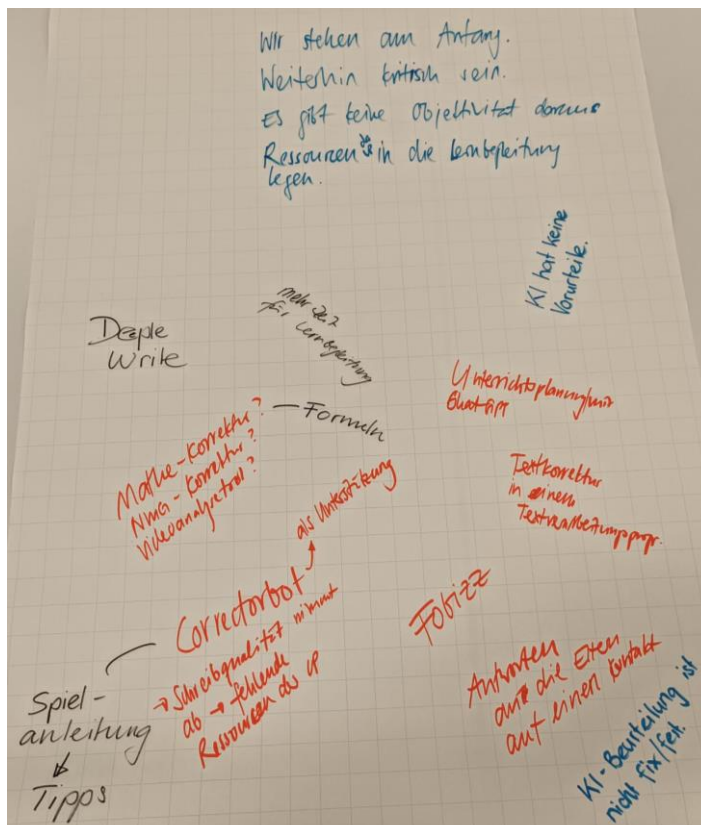 Wir stehen am Anfang.
Weiterhin kritisch sein.
Es gibt keine Objektivität daraus
Ressourcen in die Lernbegleitung
legen.
KI hat keine
Vorurteile.
mehr Zeit
für Lernbegleitung
Deeple
Write
Unterrichtsplanung mit
— Formeln
Mathe-Korrektur?
NMG-Korrektur?
Videoanalysetool?
Textkorrektur
in einem
Textverarbeitungsprogr.
als Unterstützung
Correctorbot
→ Schreibqualität nimmt
ab → fehlende
Ressourcen als LP
Fobizz
Antworten
an die Eltern
auf einen Kontakt
Spiel-
anleitung
Tipps
KI-Beurteilung ist
nicht fix/fest.